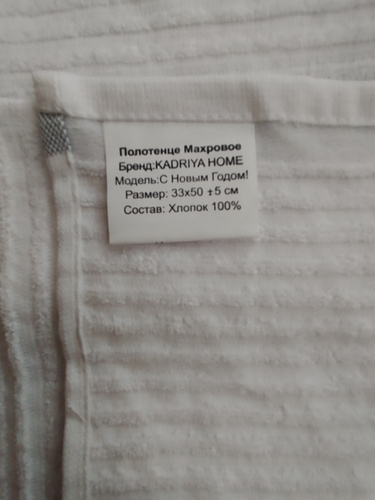 Полотенце Махровое
Бренд:KADRIYA HOME
Модель:С Новым Годом!
Размер: 33х50 ±5 см
Состав: Хлопок 100%